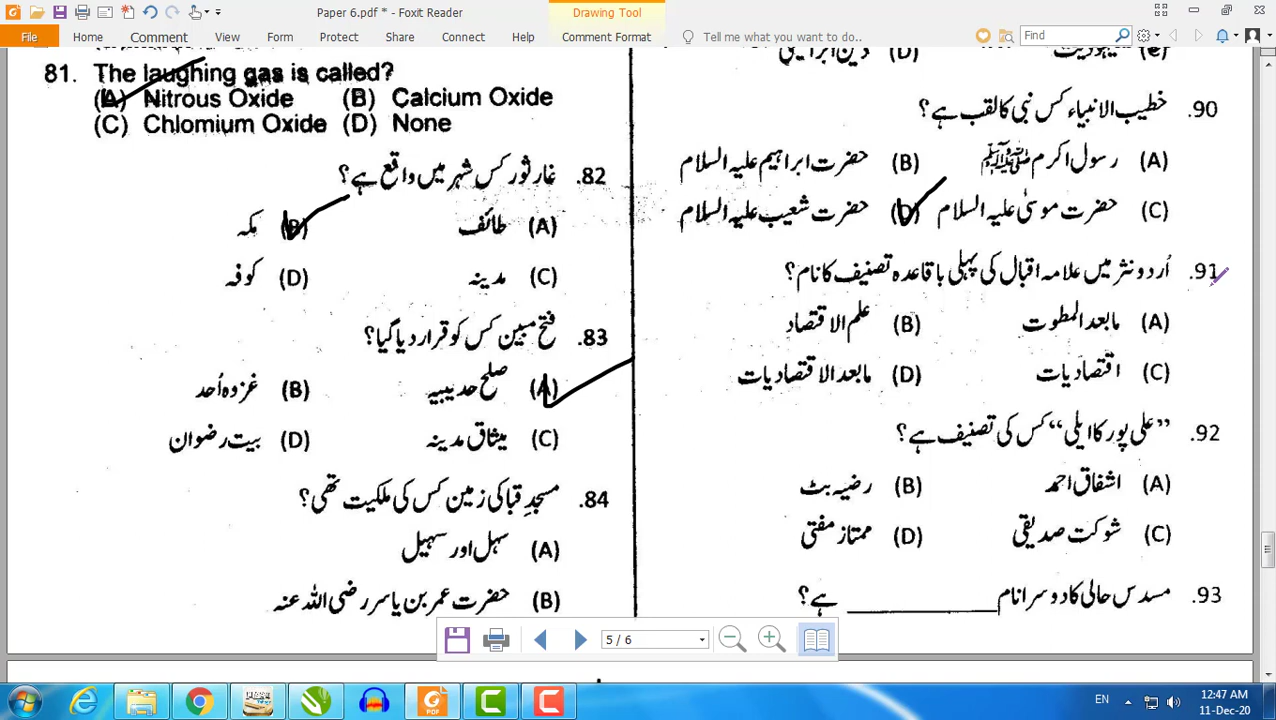 Paper 6.pdf * - Foxit Reader
Drawing Tool
File Home Comment View Form Protect Share Connect Help Comment Format Tell me what you want to do... Find
81. The laughing gas is called?
(A) Nitrous Oxide (B) Calcium Oxide
(C) Chlomium Oxide (D) None
82. غار ثور کس شہر میں واقع ہے؟
(A) طائف (B) مکہ
(C) مدینہ (D) کوفہ
83. فتح مبین کس کو قرار دیا گیا؟
(A) صلح حدیبیہ (B) غزوہ اُحد
(C) میثاق مدینہ (D) بیت رضوان
84. مسجدِ قبا کی زمین کس کی ملکیت تھی؟
(A) سہل اور سہیل
(B) حضرت عمر بن یاسر رضی اللہ عنہ
(D) دین ابراہیمی
90. خطیب الانبیاء کس نبی کا لقب ہے؟
(A) رسول اکرم ﷺ (B) حضرت ابراہیم علیہ السلام
(C) حضرت موسیٰ علیہ السلام (D) حضرت شعیب علیہ السلام
91. اُردو نثر میں علامہ اقبال کی پہلی باقاعدہ تصنیف کا نام؟
(A) مابعد المطوت (B) علم الاقتصاد
(C) اقتصادیات (D) مابعد الاقتصادیات
92. ”علی پور کا ایلی“ کس کی تصنیف ہے؟
(A) اشفاق احمد (B) رضیہ بٹ
(C) شوکت صدیقی (D) ممتاز مفتی
93. مسدس حالی کا دوسرا نام __________ ہے؟
5 / 6
EN
12:47 AM
11-Dec-20